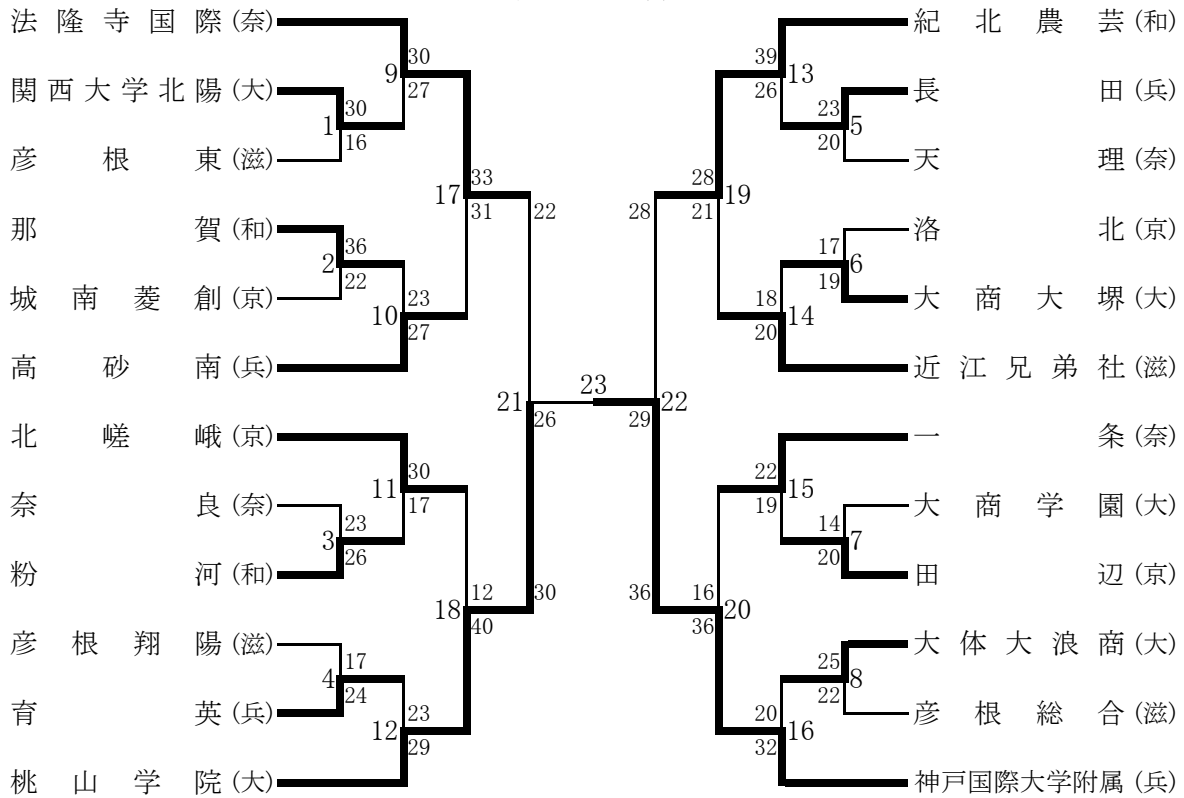 法隆寺国際(奈)
関西大学北陽(大)
彦根東(滋)
那賀(和)
城南菱創(京)
高砂南(兵)
北嵯峨(京)
奈良(奈)
粉河(和)
彦根翔陽(滋)
育英(兵)
桃山学院(大)
30
9
27
30
1
16
33
17
31
22
36
2
22
23
10
27
21
26
30
11
17
23
3
26
12
18
40
30
17
4
24
23
12
29
23
29
39
13
26
23
5
20
28
28
19
21
17
6
19
18
14
20
22
22
15
19
14
7
20
36
16
20
36
25
8
22
20
16
32
紀北農芸(和)
長田(兵)
天理(奈)
洛北(京)
大商大堺(大)
近江兄弟社(滋)
一条(奈)
大商学園(大)
田辺(京)
大体大浪商(大)
彦根総合(滋)
神戸国際大学附属(兵)